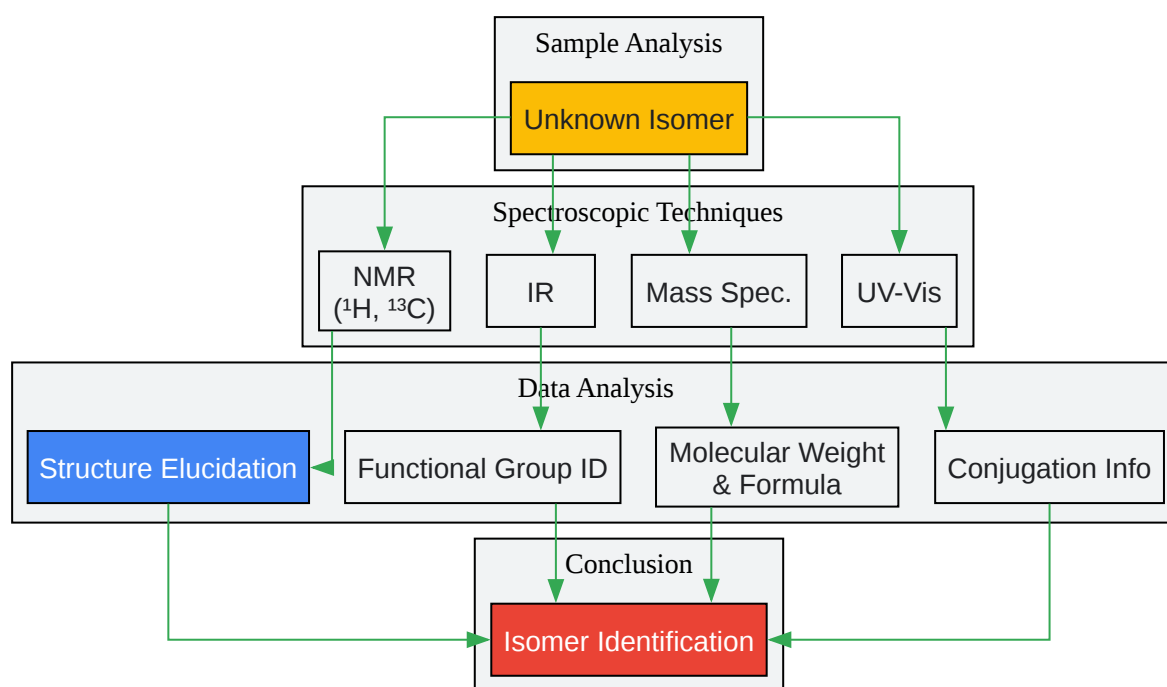 Sample Analysis
Unknown Isomer
Spectroscopic Techniques
NMR
(¹H, ¹³C)
IR
Mass Spec.
UV-Vis
Data Analysis
Structure Elucidation
Functional Group ID
Molecular Weight
& Formula
Conjugation Info
Conclusion
Isomer Identification